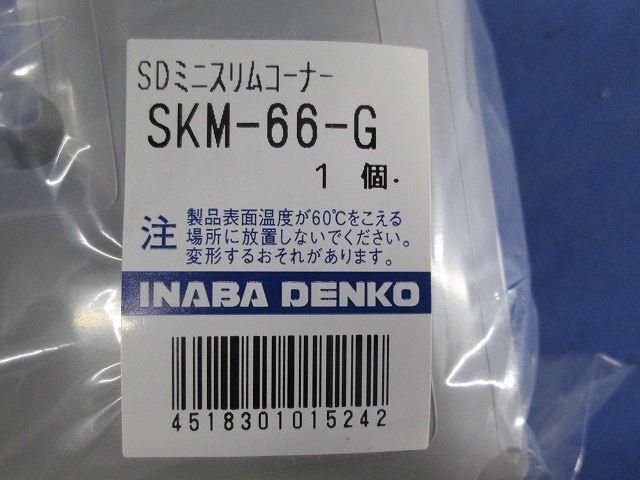 SDミニスリムコーナー
SKM-66-G
1 個.
注 製品表面温度が60℃をこえる
場所に放置しないでください。
変形するおそれがあります。
INABA DENKO
4518301015242